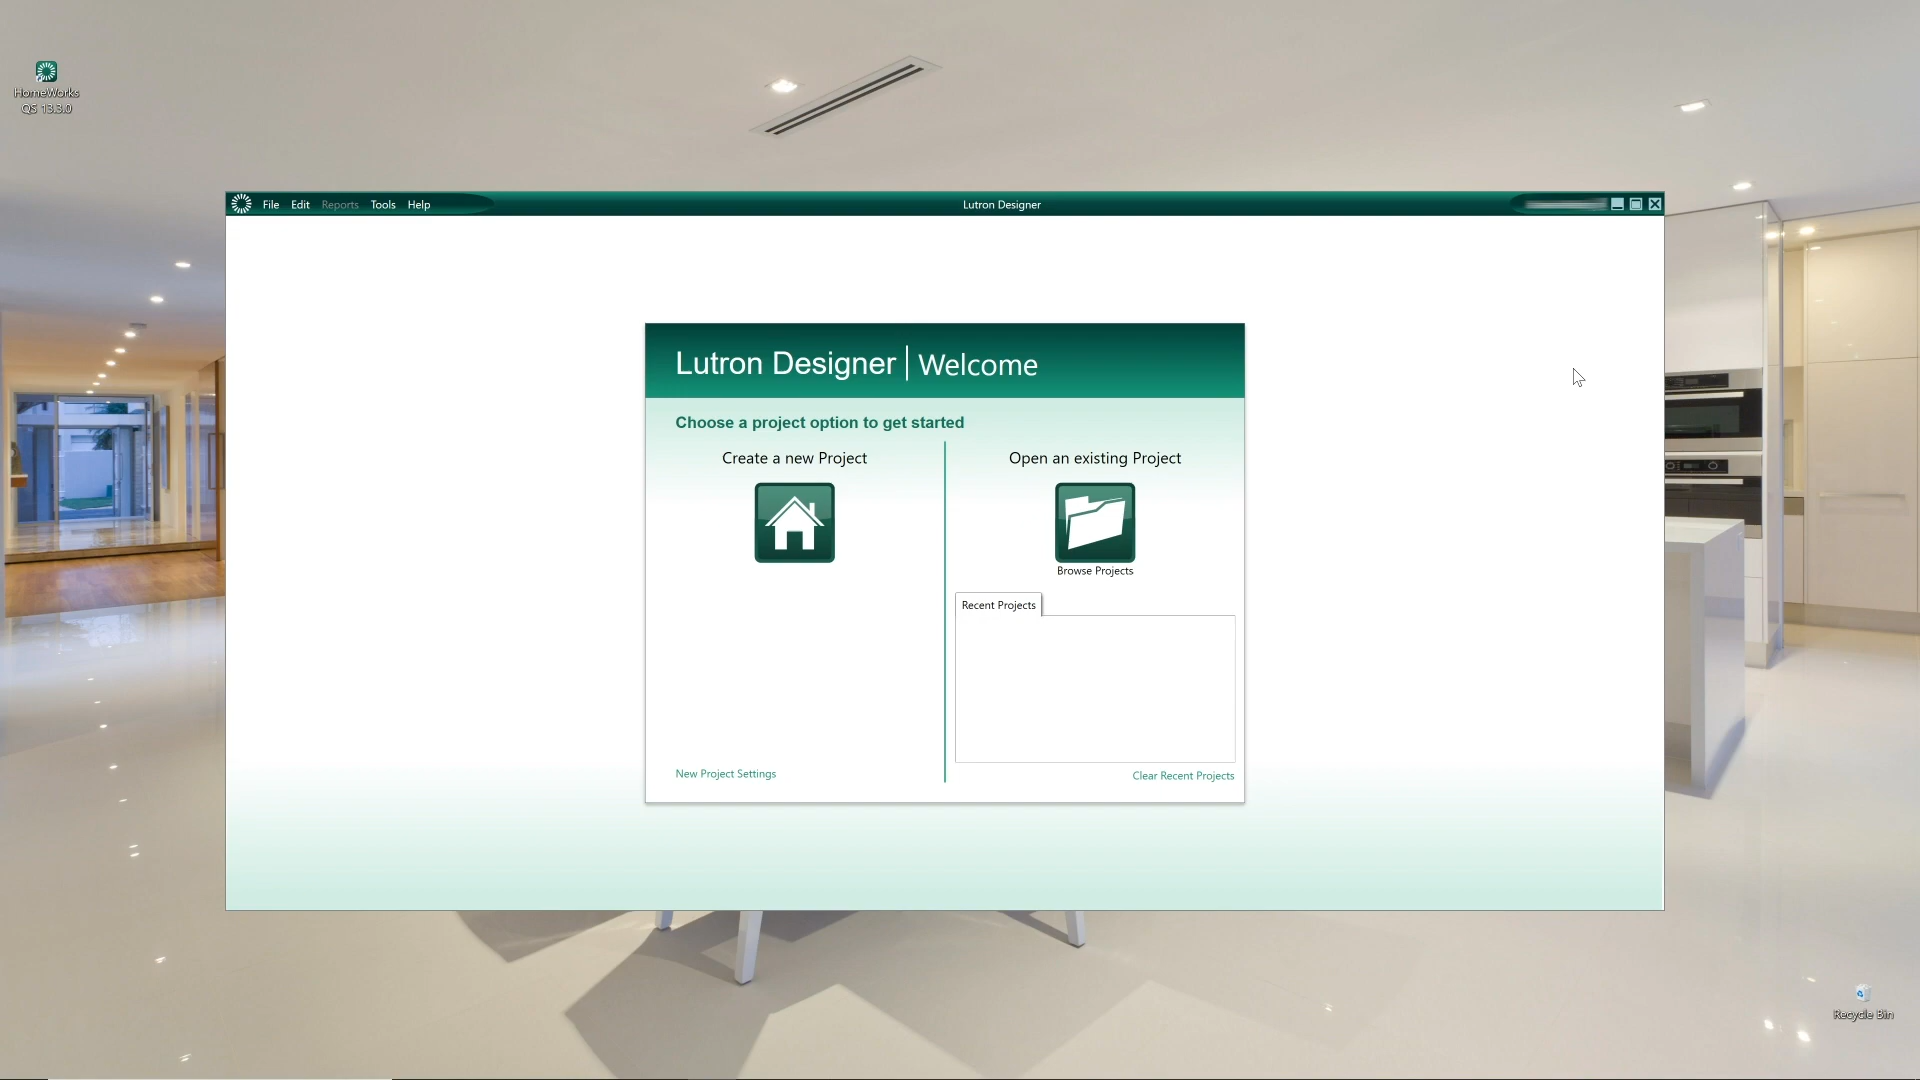 HomeWorks
QS 13.3.0
File Edit Reports Tools Help
Lutron Designer
Lutron Designer | Welcome
Choose a project option to get started
Create a new Project
Open an existing Project
Browse Projects
Recent Projects
New Project Settings
Clear Recent Projects
Recycle Bin